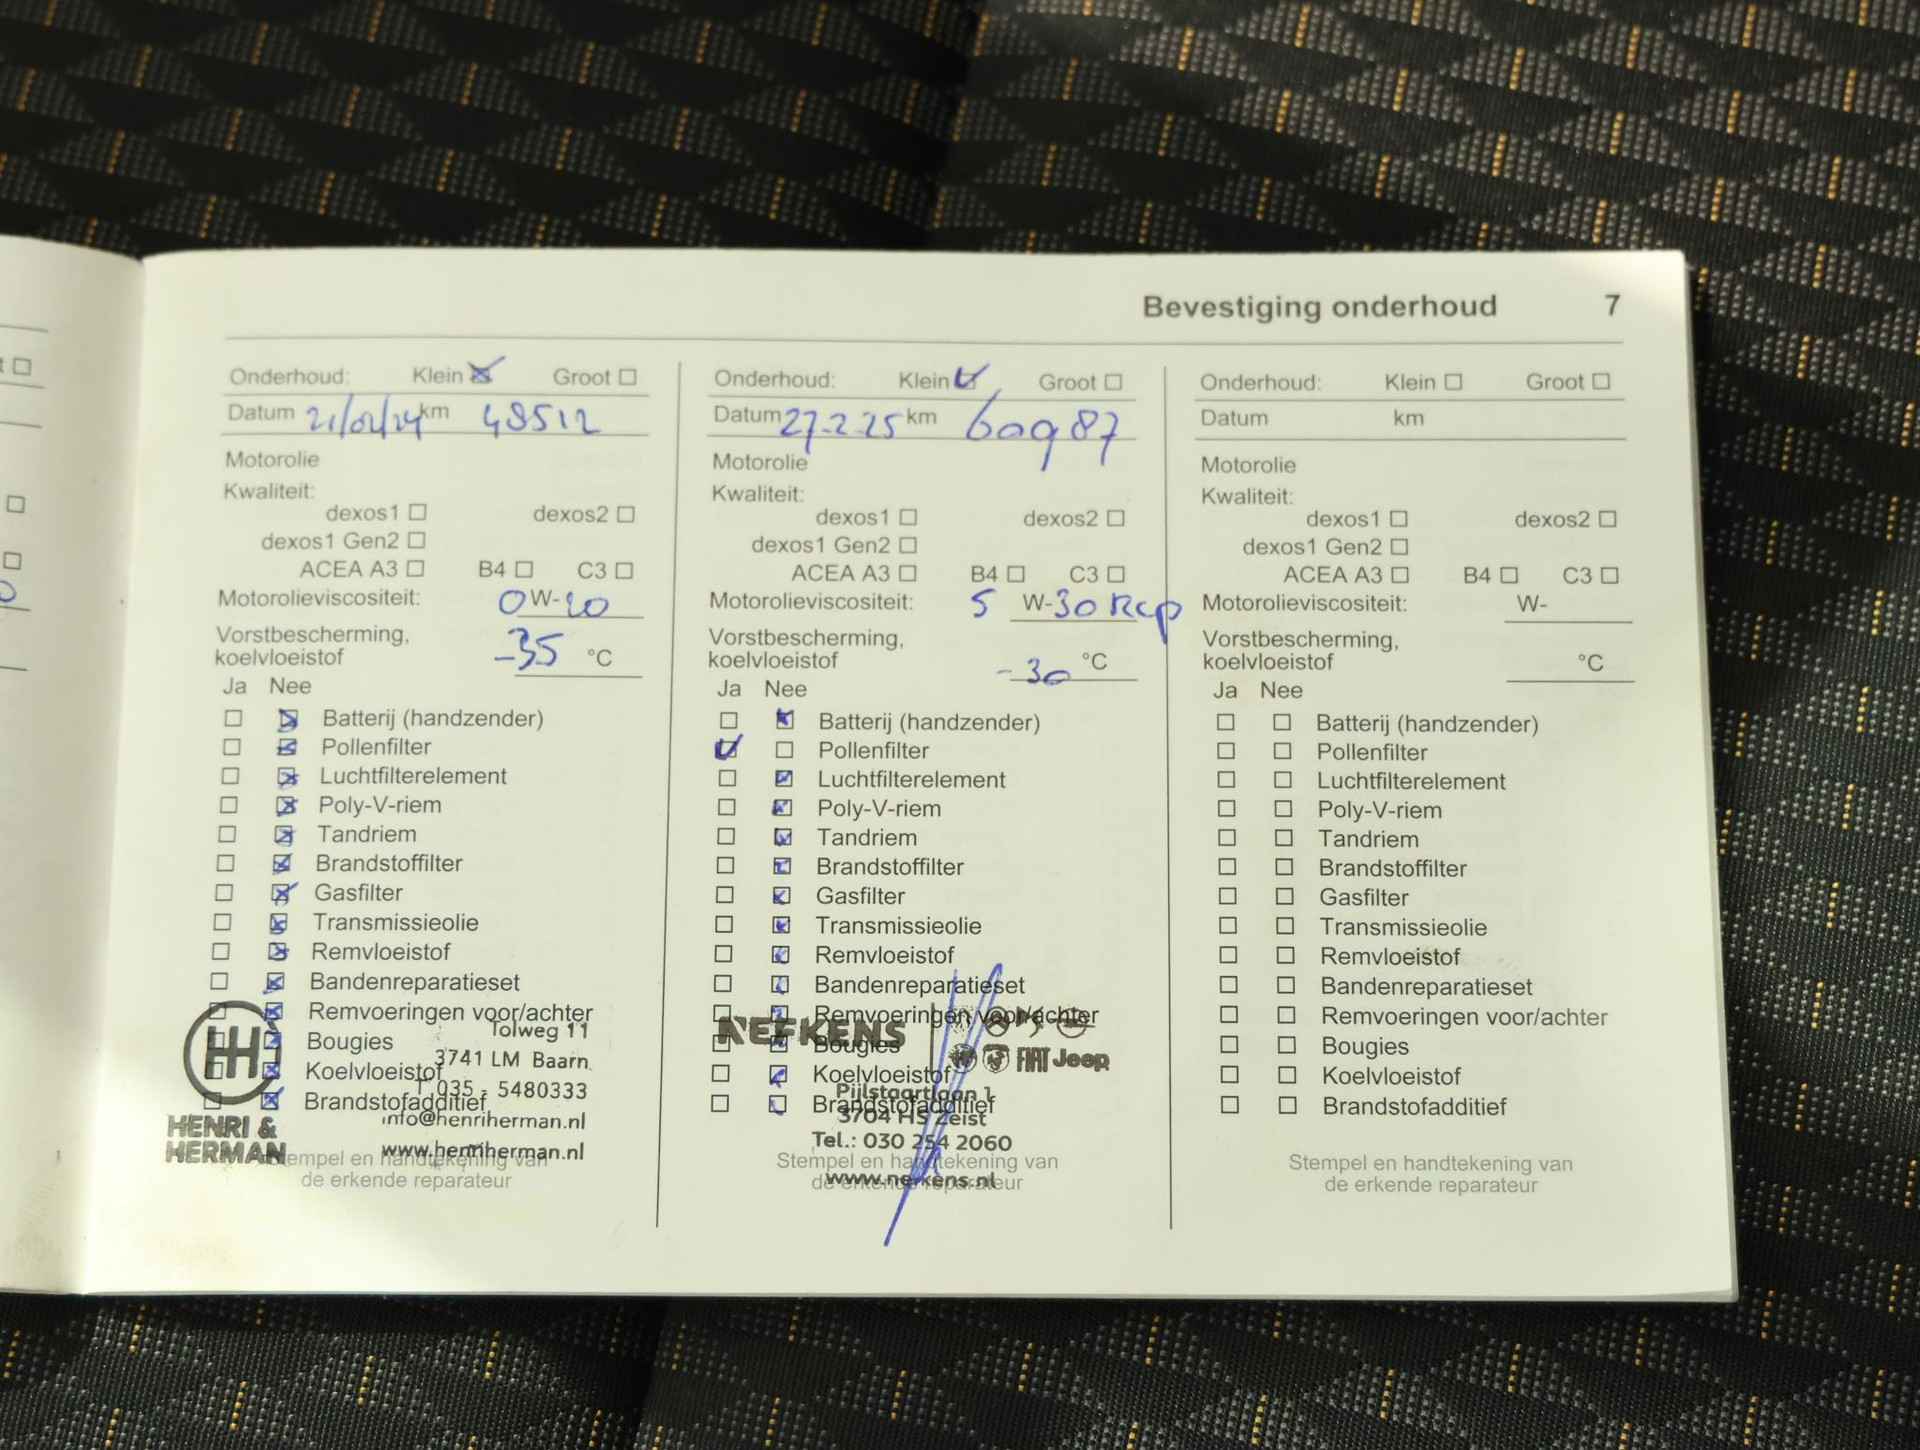 Bevestiging onderhoud 7
Onderhoud: Klein Groot
Datum 21/02/24 km 48512
Motorolie
Kwaliteit:
dexos1 dexos2
dexos1 Gen2
ACEA A3 B4 C3
Motorolieviscositeit: 0W-20
Vorstbescherming,
koelvloeistof -35 °C
Ja Nee
Batterij (handzender)
Pollenfilter
Luchtfilterelement
Poly-V-riem
Tandriem
Brandstoffilter
Gasfilter
Transmissieolie
Remvloeistof
Bandenreparatieset
Remvoeringen voor/achter
Bougies
Koelvloeistof
Brandstofadditief
HENRI &
HERMAN
Tolweg 11
3741 LM Baarn
T 035 - 5480333
info@henriherman.nl
www.henriherman.nl
Stempel en handtekening van
de erkende reparateur
Onderhoud: Klein Groot
Datum 27-2-25 km 60987
Motorolie
Kwaliteit:
dexos1 dexos2
dexos1 Gen2
ACEA A3 B4 C3
Motorolieviscositeit: 5 W-30 Rcp
Vorstbescherming,
koelvloeistof -30 °C
Ja Nee
Batterij (handzender)
Pollenfilter
Luchtfilterelement
Poly-V-riem
Tandriem
Brandstoffilter
Gasfilter
Transmissieolie
Remvloeistof
Bandenreparatieset
Remvoeringen voor/achter
Bougies
Koelvloeistof
Brandstofadditief
NEFKENS
DS
FIAT Jeep
Pijlstaartlaan 1
3704 HS Zeist
Tel.: 030 254 2060
www.nefkens.nl
Stempel en handtekening van
de erkende reparateur
Onderhoud: Klein Groot
Datum km
Motorolie
Kwaliteit:
dexos1 dexos2
dexos1 Gen2
ACEA A3 B4 C3
Motorolieviscositeit: W-
Vorstbescherming,
koelvloeistof °C
Ja Nee
Batterij (handzender)
Pollenfilter
Luchtfilterelement
Poly-V-riem
Tandriem
Brandstoffilter
Gasfilter
Transmissieolie
Remvloeistof
Bandenreparatieset
Remvoeringen voor/achter
Bougies
Koelvloeistof
Brandstofadditief
Stempel en handtekening van
de erkende reparateur